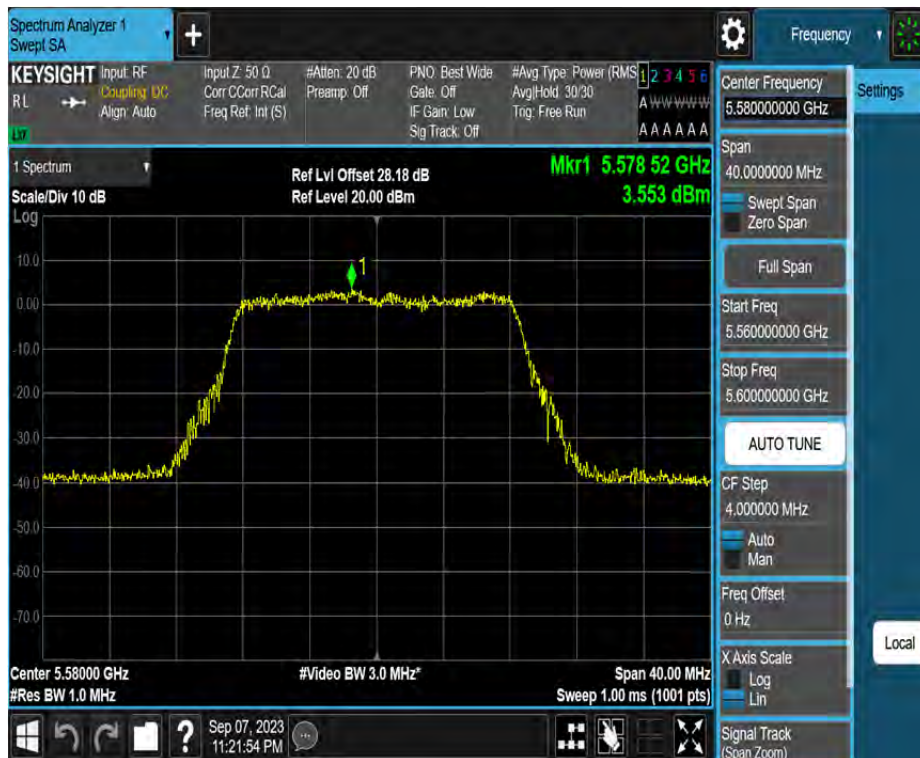 Spectrum Analyzer 1
Swept SA
+
Frequency
KEYSIGHT
RL
LXI
Input: RF
Coupling: DC
Align: Auto
Input Z: 50 Ω
Corr CCorr RCal
Freq Ref: Int (S)
#Atten: 20 dB
Preamp: Off
PNO: Best Wide
Gate: Off
IF Gain: Low
Sig Track: Off
#Avg Type: Power (RMS
Avg|Hold: 30/30
Trig: Free Run
1 2 3 4 5 6
A W W W W W
A A A A A A
1 Spectrum
Scale/Div 10 dB
Log
Ref Lvl Offset 28.18 dB
Ref Level 20.00 dBm
Mkr1 5.578 52 GHz
3.553 dBm
10.0
0.00
-10.0
-20.0
-30.0
-40.0
-50.0
-60.0
-70.0
1
Center 5.58000 GHz
#Res BW 1.0 MHz
#Video BW 3.0 MHz*
Span 40.00 MHz
Sweep 1.00 ms (1001 pts)
?
Sep 07, 2023
11:21:54 PM
Center Frequency
5.580000000 GHz
Span
40.0000000 MHz
Swept Span
Zero Span
Full Span
Start Freq
5.560000000 GHz
Stop Freq
5.600000000 GHz
AUTO TUNE
CF Step
4.000000 MHz
Auto
Man
Freq Offset
0 Hz
X Axis Scale
Log
Lin
Signal Track
(Span Zoom)
Settings
Local